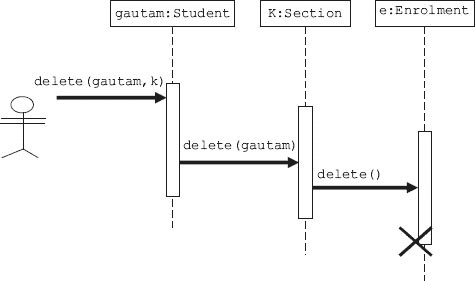 gautam:Student
K:Section
e:Enrolment
delete(gautam,k)
delete(gautam)
delete()